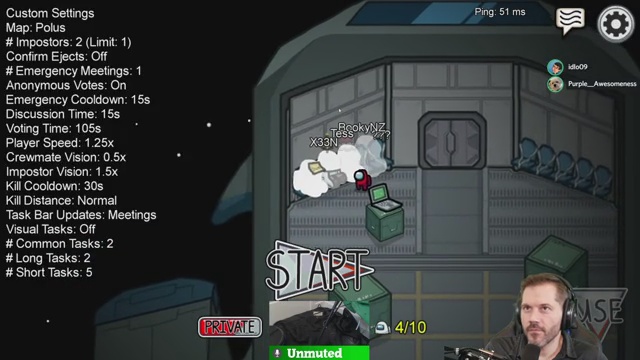 Custom Settings
Map: Polus
# Impostors: 2 (Limit: 1)
Confirm Ejects: Off
# Emergency Meetings: 1
Anonymous Votes: On
Emergency Cooldown: 15s
Discussion Time: 15s
Voting Time: 105s
Player Speed: 1.25x
Crewmate Vision: 0.5x
Impostor Vision: 1.5x
Kill Cooldown: 30s
Kill Distance: Normal
Task Bar Updates: Meetings
Visual Tasks: Off
# Common Tasks: 2
# Long Tasks: 2
# Short Tasks: 5
Ping: 51 ms
idlo09
Purple__Awesomeness
RookyNZ
Tess
???
X33N
START
PRIVATE
4/10
Unmuted